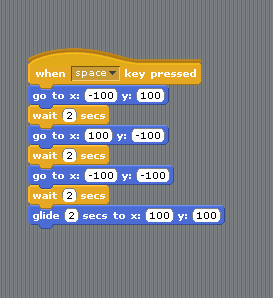 when space key pressed
go to x: -100 y: 100
wait 2 secs
go to x: 100 y: -100
wait 2 secs
go to x: -100 y: -100
wait 2 secs
glide 2 secs to x: 100 y: 100